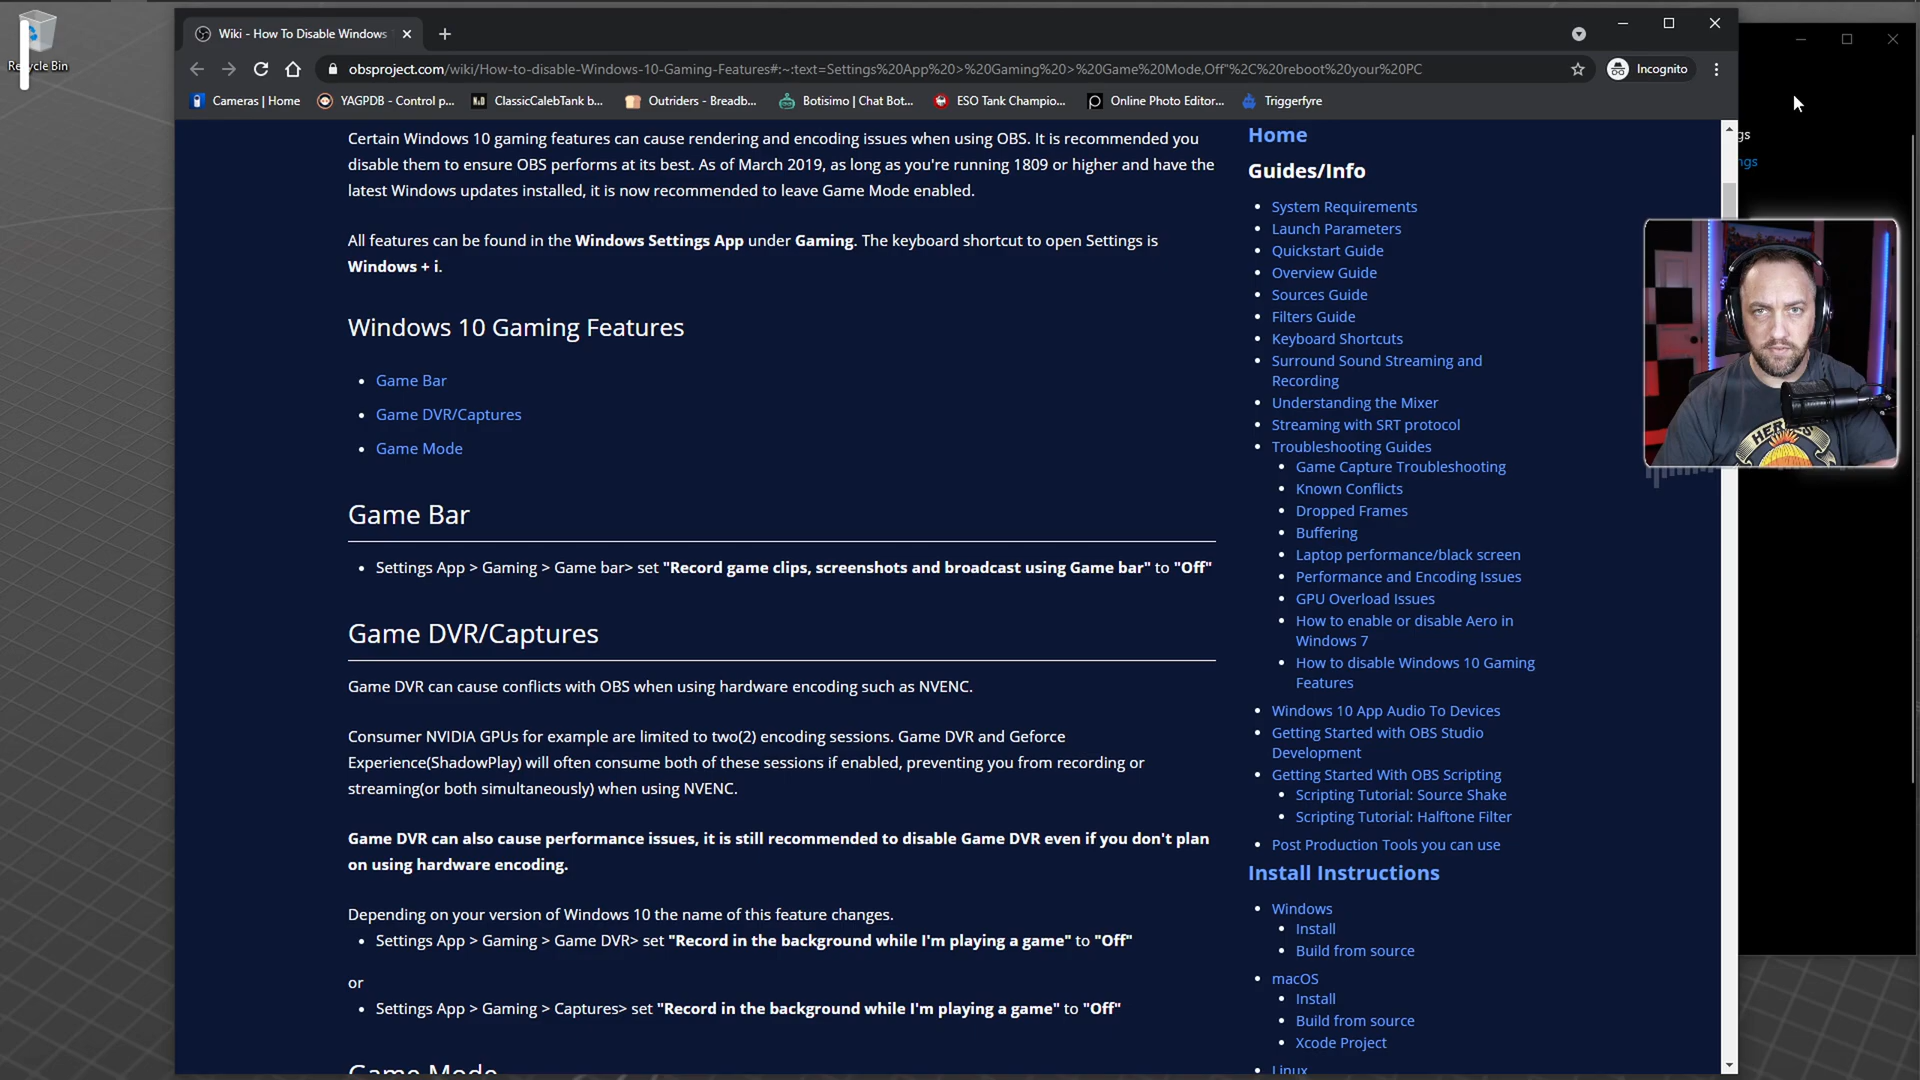 Recycle Bin
Wiki - How To Disable Windows
obsproject.com/wiki/How-to-disable-Windows-10-Gaming-Features#:~:text=Settings%20App%20>%20Gaming%20>%20Game%20Mode,Off"%2C%20reboot%20your%20PC
Incognito
Cameras | Home
YAGPDB - Control p...
ClassicCalebTank b...
Outriders - Breadb...
Botisimo | Chat Bot...
ESO Tank Champio...
Online Photo Editor...
Triggerfyre
Certain Windows 10 gaming features can cause rendering and encoding issues when using OBS. It is recommended you
disable them to ensure OBS performs at its best. As of March 2019, as long as you're running 1809 or higher and have the
latest Windows updates installed, it is now recommended to leave Game Mode enabled.
All features can be found in the Windows Settings App under Gaming. The keyboard shortcut to open Settings is
Windows + i.
Windows 10 Gaming Features
Game Bar
Game DVR/Captures
Game Mode
Game Bar
Settings App > Gaming > Game bar> set "Record game clips, screenshots and broadcast using Game bar" to "Off"
Game DVR/Captures
Game DVR can cause conflicts with OBS when using hardware encoding such as NVENC.
Consumer NVIDIA GPUs for example are limited to two(2) encoding sessions. Game DVR and Geforce
Experience(ShadowPlay) will often consume both of these sessions if enabled, preventing you from recording or
streaming(or both simultaneously) when using NVENC.
Game DVR can also cause performance issues, it is still recommended to disable Game DVR even if you don't plan
on using hardware encoding.
Depending on your version of Windows 10 the name of this feature changes.
Settings App > Gaming > Game DVR> set "Record in the background while I'm playing a game" to "Off"
or
Settings App > Gaming > Captures> set "Record in the background while I'm playing a game" to "Off"
Game Mode
Home
Guides/Info
System Requirements
Launch Parameters
Quickstart Guide
Overview Guide
Sources Guide
Filters Guide
Keyboard Shortcuts
Surround Sound Streaming and
Recording
Understanding the Mixer
Streaming with SRT protocol
Troubleshooting Guides
Game Capture Troubleshooting
Known Conflicts
Dropped Frames
Buffering
Laptop performance/black screen
Performance and Encoding Issues
GPU Overload Issues
How to enable or disable Aero in
Windows 7
How to disable Windows 10 Gaming
Features
Windows 10 App Audio To Devices
Getting Started with OBS Studio
Development
Getting Started With OBS Scripting
Scripting Tutorial: Source Shake
Scripting Tutorial: Halftone Filter
Post Production Tools you can use
Install Instructions
Windows
Install
Build from source
macOS
Install
Build from source
Xcode Project
Linux
gs
ngs